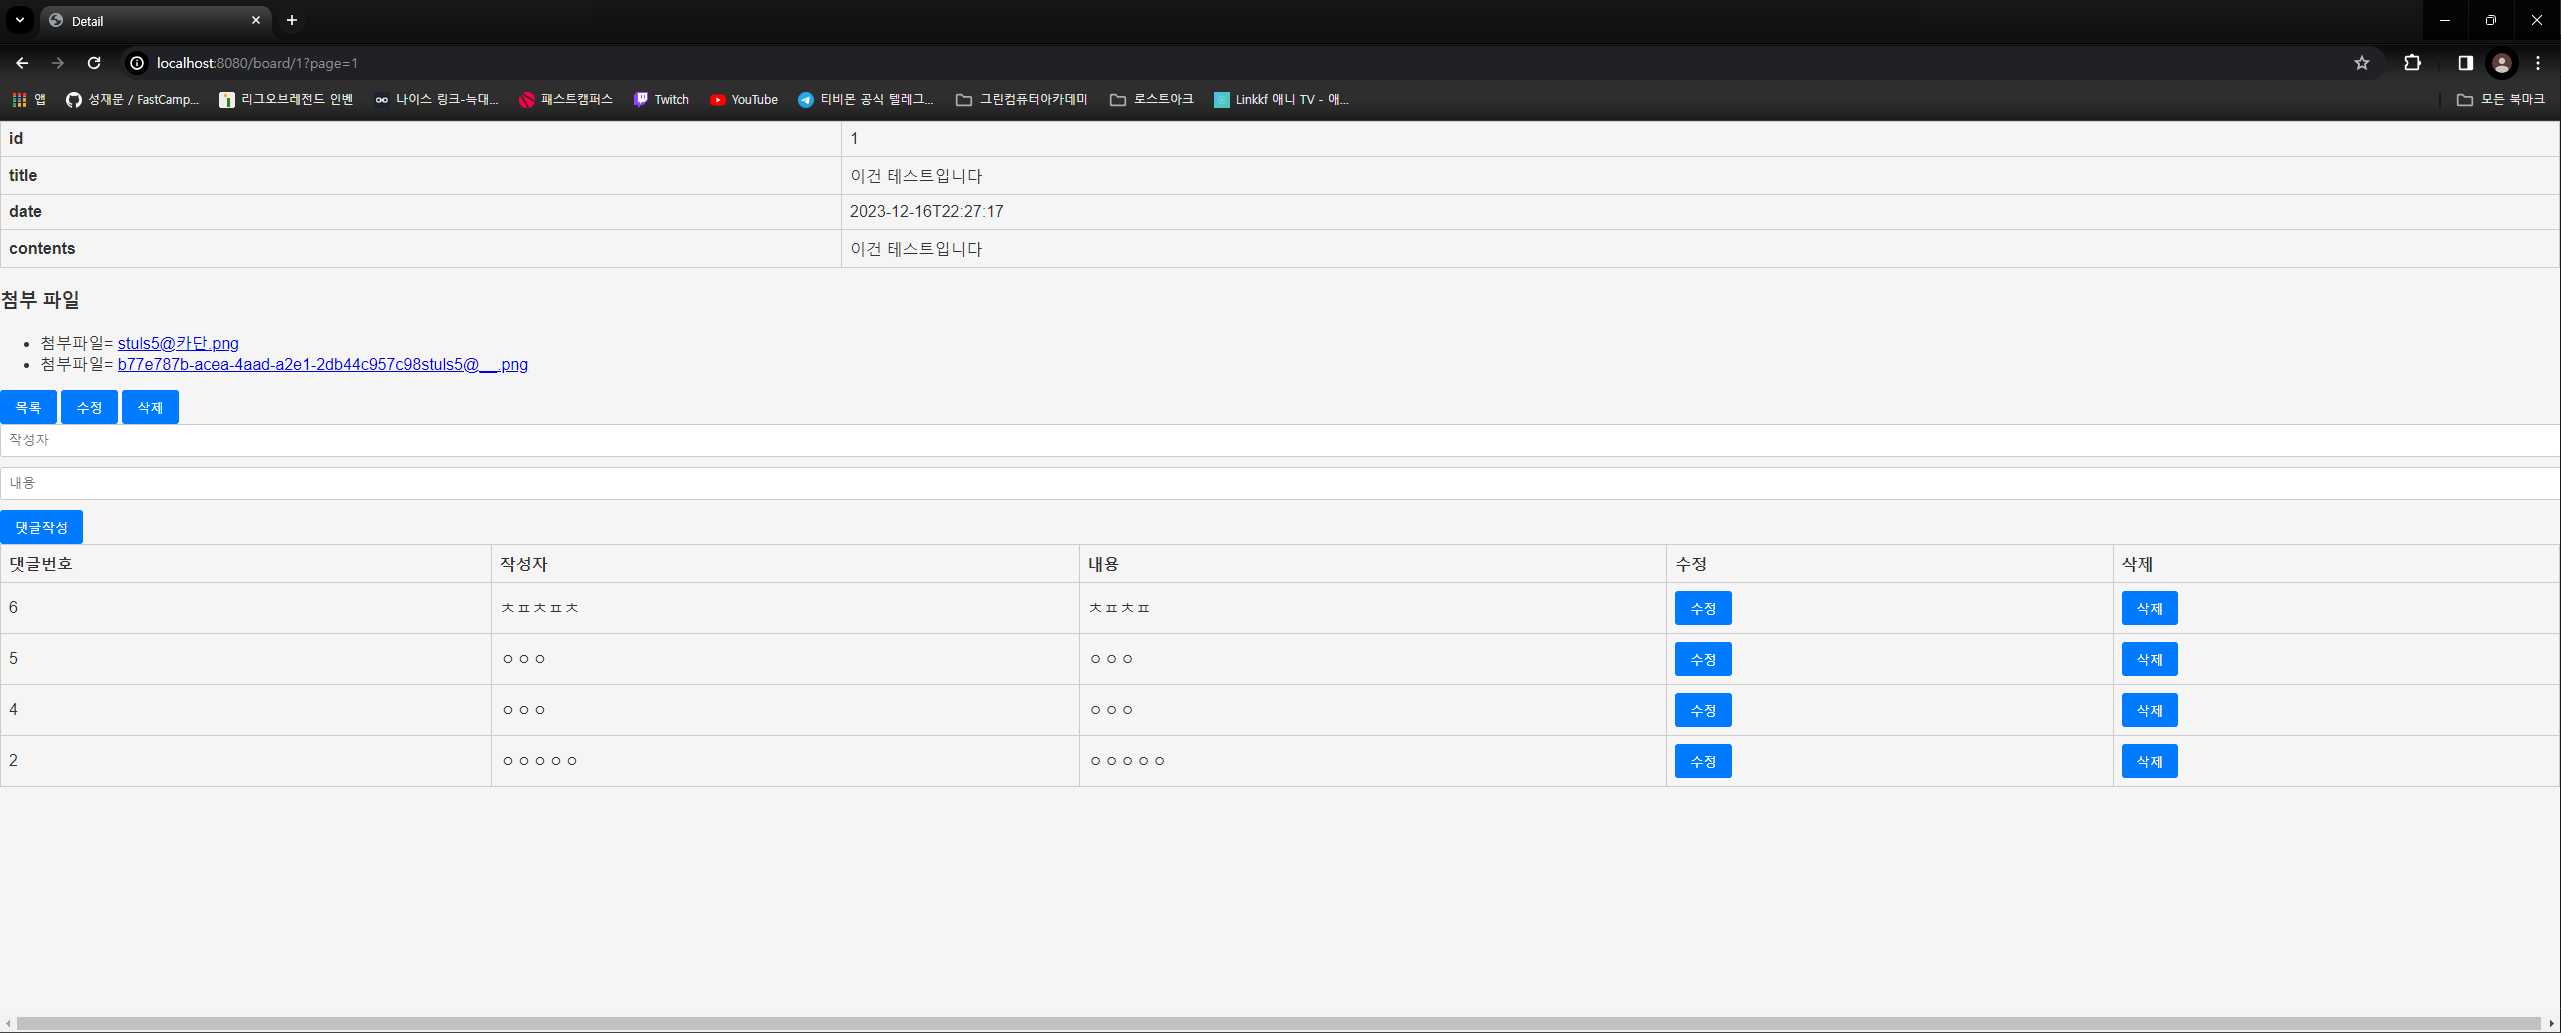 Detail
localhost:8080/board/1?page=1
앱 성재문 / FastCamp... 리그오브레전드 인벤 나이스 링크-늑대... 패스트캠퍼스 Twitch YouTube 티비몬 공식 텔레그... 그린컴퓨터아카데미 로스트아크 Linkkf 애니 TV - 애... 모든 북마크
id 1
title 이건 테스트입니다
date 2023-12-16T22:27:17
contents 이건 테스트입니다
첨부 파일
첨부파일= stuls5@카단.png
첨부파일= b77e787b-acea-4aad-a2e1-2db44c957c98stuls5@__.png
목록 수정 삭제
작성자
내용
댓글작성
댓글번호 작성자 내용 수정 삭제
6 ㅊㅍㅊㅍㅊ ㅊㅍㅊㅍ 수정 삭제
5 ㅇㅇㅇ ㅇㅇㅇ 수정 삭제
4 ㅇㅇㅇ ㅇㅇㅇ 수정 삭제
2 ㅇㅇㅇㅇㅇ ㅇㅇㅇㅇㅇ 수정 삭제